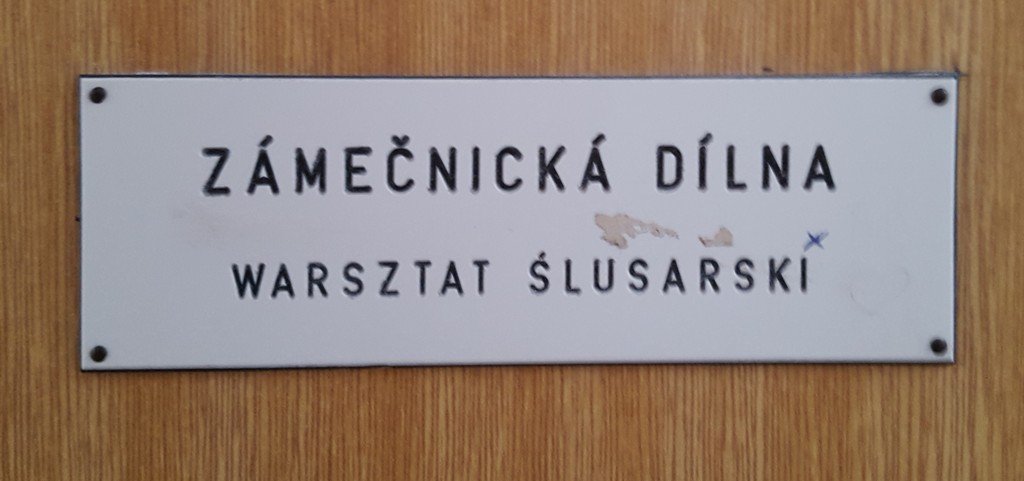 ZÁMEČNICKÁ DÍLNA
WARSZTAT ŚLUSARSKI